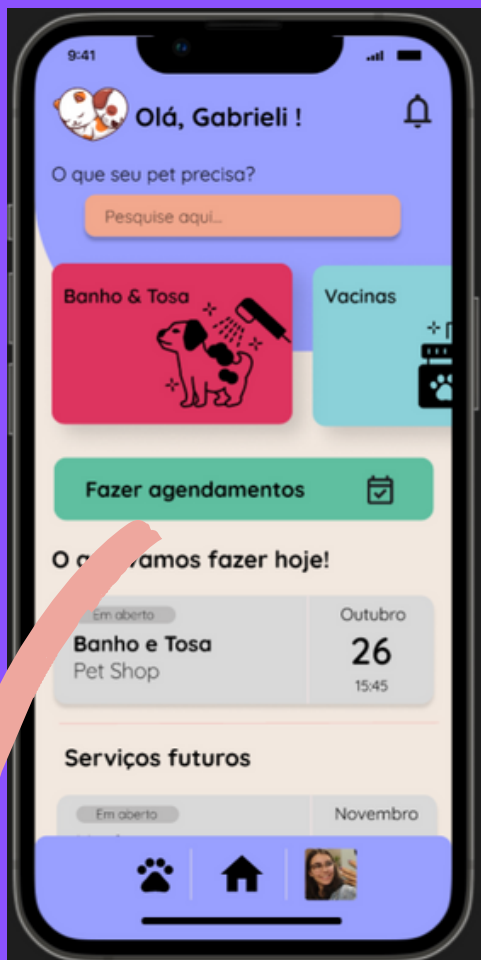 9:41
Olá, Gabrieli !
O que seu pet precisa?
Pesquise aqui...
Banho & Tosa
Vacinas
Fazer agendamentos
O vamos fazer hoje!
Em aberto
Outubro
Banho e Tosa
26
Pet Shop
15:45
Serviços futuros
Em aberto
Novembro